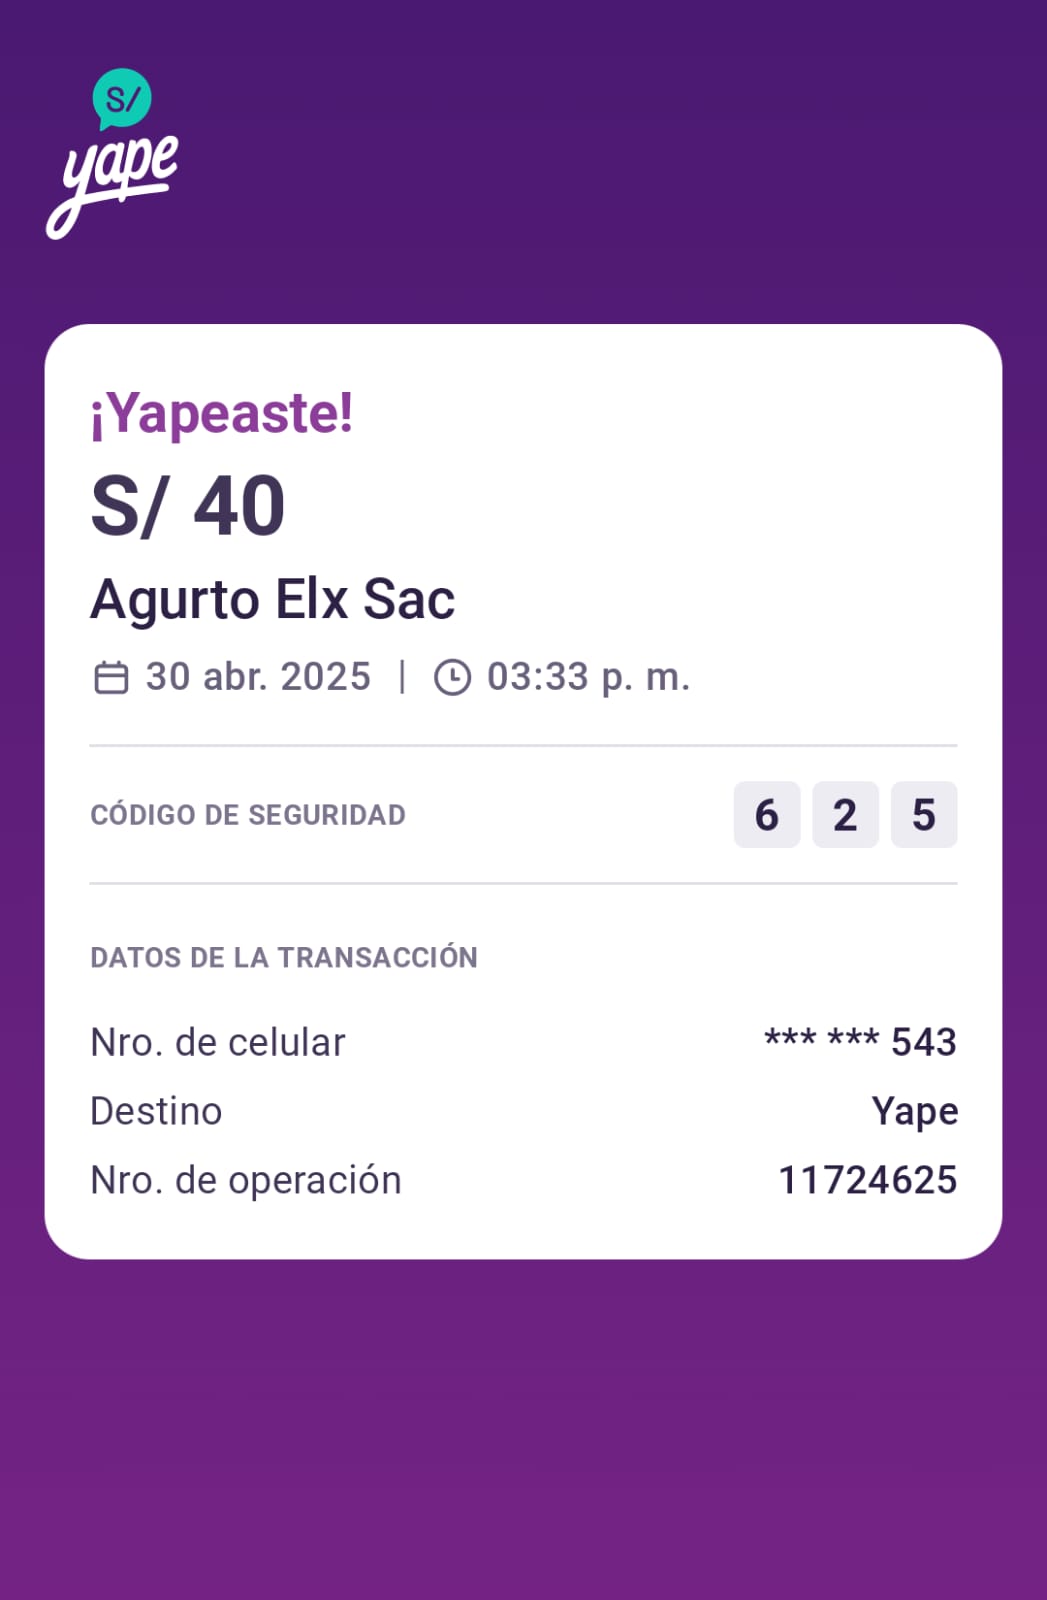 S/
yape
¡Yapeaste!
S/ 40
Agurto Elx Sac
30 abr. 2025 | 03:33 p. m.
CÓDIGO DE SEGURIDAD 6 2 5
DATOS DE LA TRANSACCIÓN
Nro. de celular *** *** 543
Destino Yape
Nro. de operación 11724625